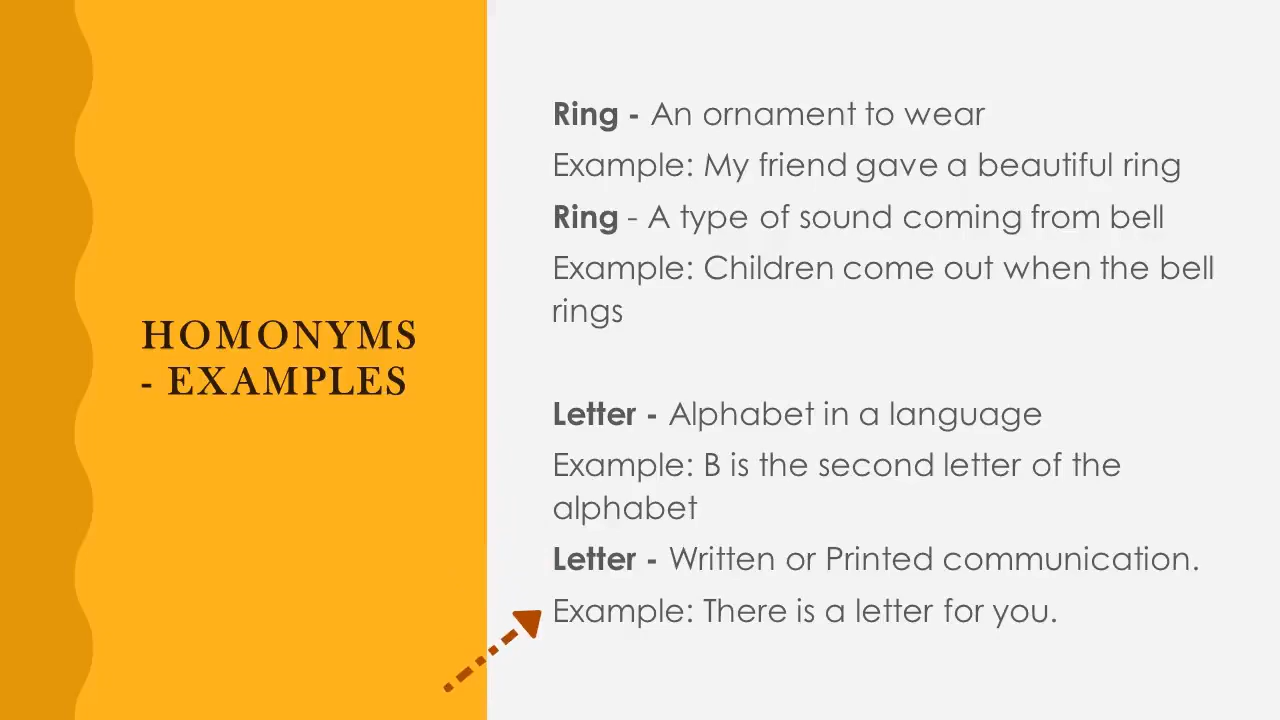 HOMONYMS
- EXAMPLES
Ring - An ornament to wear
Example: My friend gave a beautiful ring
Ring - A type of sound coming from bell
Example: Children come out when the bell
rings
Letter - Alphabet in a language
Example: B is the second letter of the
alphabet
Letter - Written or Printed communication.
Example: There is a letter for you.